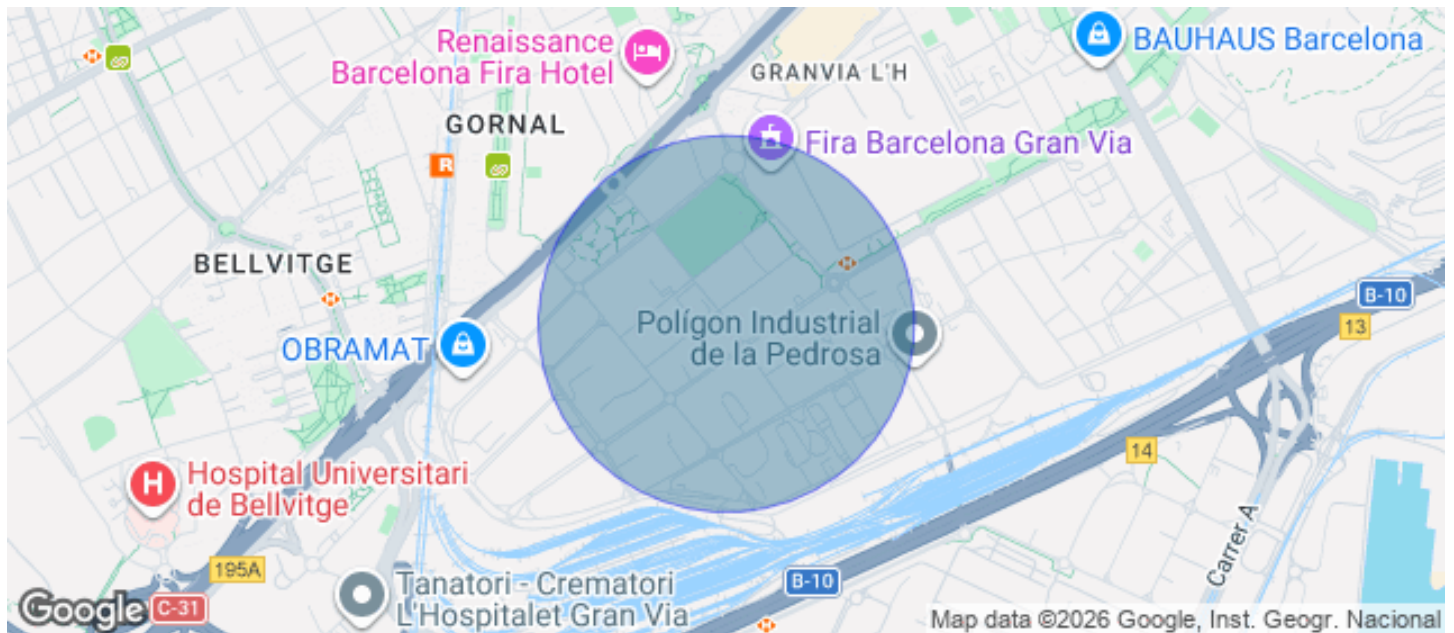 Renaissance
Barcelona Fira Hotel
BAUHAUS Barcelona
GRANVIA L'H
GORNAL
R
Fira Barcelona Gran Via
BELLVITGE
B-10
13
Polígon Industrial
de la Pedrosa
OBRAMAT
14
H
Hospital Universitari
de Bellvitge
Carrer A
195A
Tanatori - Crematori
L'Hospitalet Gran Via
B-10
Google
C-31
Map data ©2026 Google, Inst. Geogr. Nacional